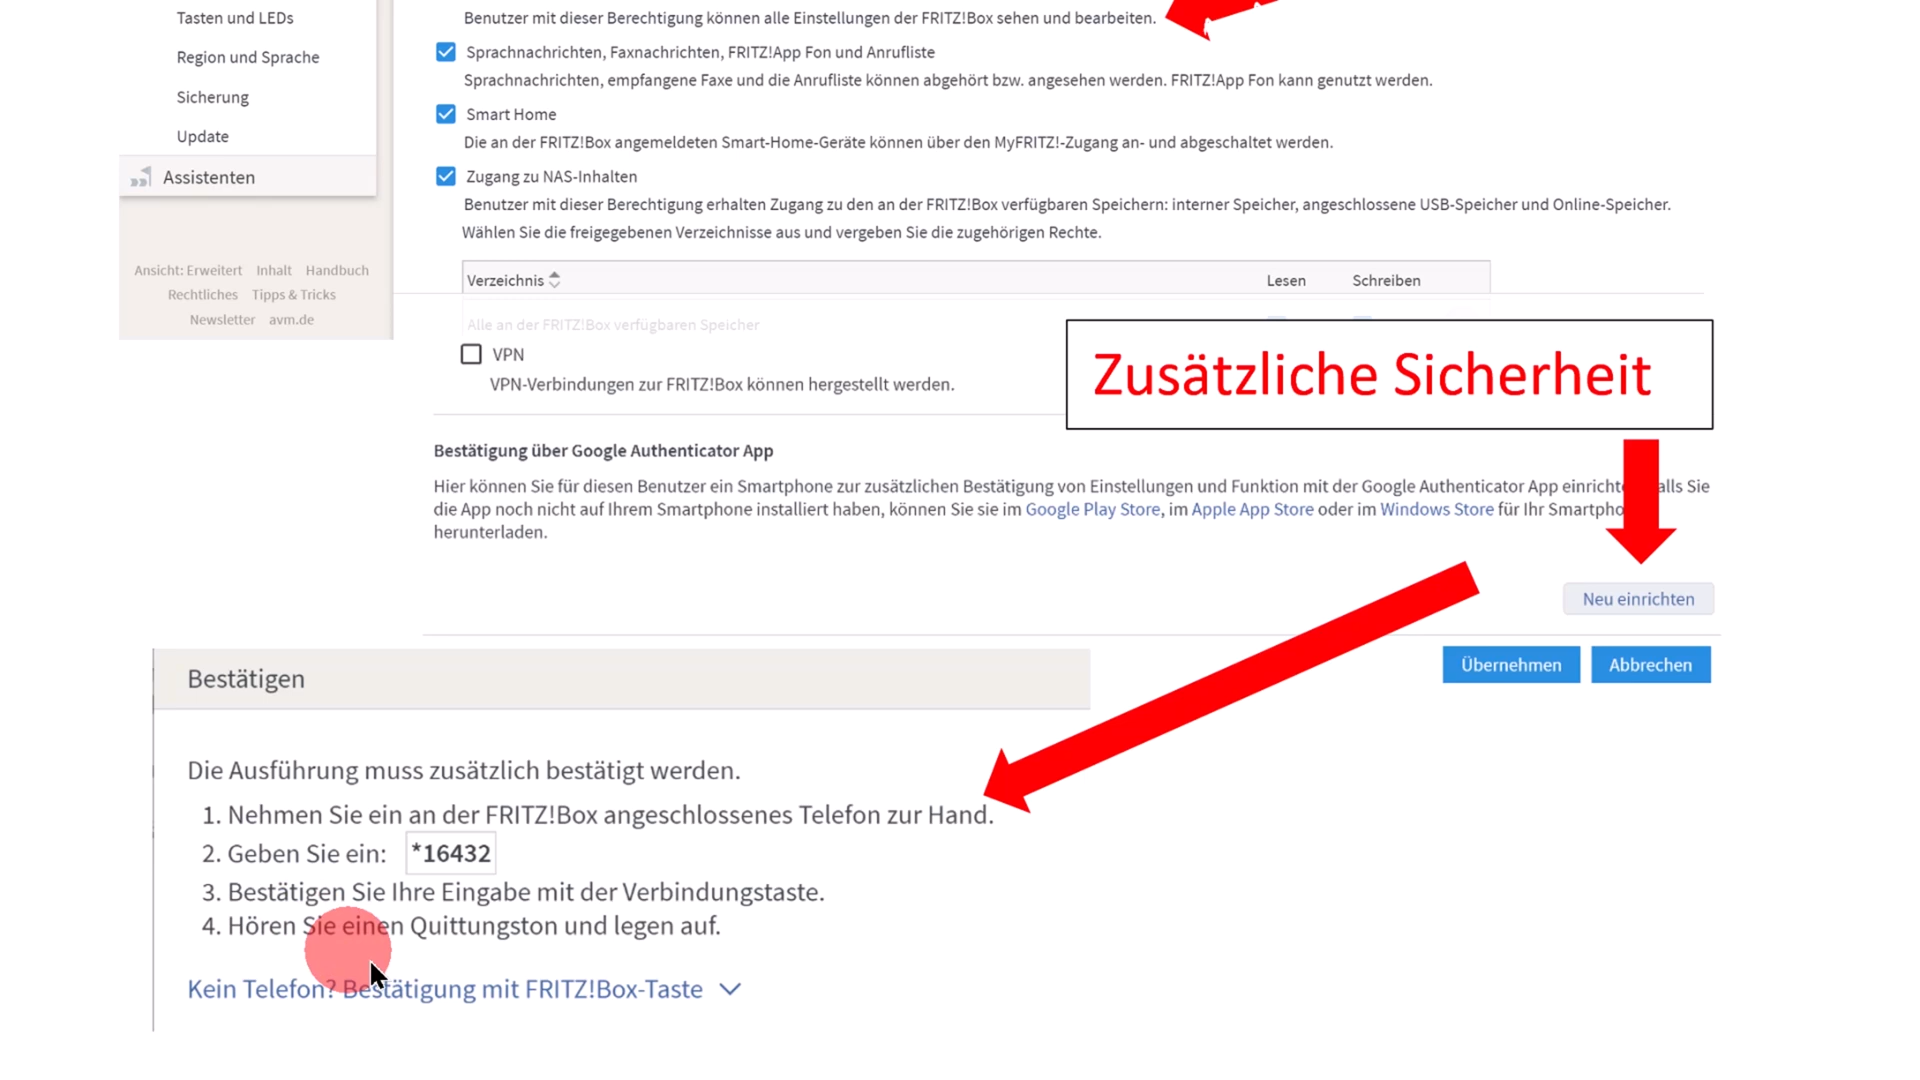 Tasten und LEDs
Region und Sprache
Sicherung
Update
Assistenten
Ansicht: Erweitert Inhalt Handbuch
Rechtliches Tipps & Tricks
Newsletter avm.de
Benutzer mit dieser Berechtigung können alle Einstellungen der FRITZ!Box sehen und bearbeiten.
Sprachnachrichten, Faxnachrichten, FRITZ!App Fon und Anrufliste
Sprachnachrichten, empfangene Faxe und die Anrufliste können abgehört bzw. angesehen werden. FRITZ!App Fon kann genutzt werden.
Smart Home
Die an der FRITZ!Box angemeldeten Smart-Home-Geräte können über den MyFRITZ!-Zugang an- und abgeschaltet werden.
Zugang zu NAS-Inhalten
Benutzer mit dieser Berechtigung erhalten Zugang zu den an der FRITZ!Box verfügbaren Speichern: interner Speicher, angeschlossene USB-Speicher und Online-Speicher.
Wählen Sie die freigegebenen Verzeichnisse aus und vergeben Sie die zugehörigen Rechte.
Verzeichnis Lesen Schreiben
Alle an der FRITZ!Box verfügbaren Speicher
VPN
VPN-Verbindungen zur FRITZ!Box können hergestellt werden.
Zusätzliche Sicherheit
Bestätigung über Google Authenticator App
Hier können Sie für diesen Benutzer ein Smartphone zur zusätzlichen Bestätigung von Einstellungen und Funktion mit der Google Authenticator App einricht alls Sie
die App noch nicht auf Ihrem Smartphone installiert haben, können Sie sie im Google Play Store, im Apple App Store oder im Windows Store für Ihr Smartpho
herunterladen.
Neu einrichten
Übernehmen Abbrechen
Bestätigen
Die Ausführung muss zusätzlich bestätigt werden.
1. Nehmen Sie ein an der FRITZ!Box angeschlossenes Telefon zur Hand.
2. Geben Sie ein: *16432
3. Bestätigen Sie Ihre Eingabe mit der Verbindungstaste.
4. Hören Sie einen Quittungston und legen auf.
Kein Telefon? Bestätigung mit FRITZ!Box-Taste